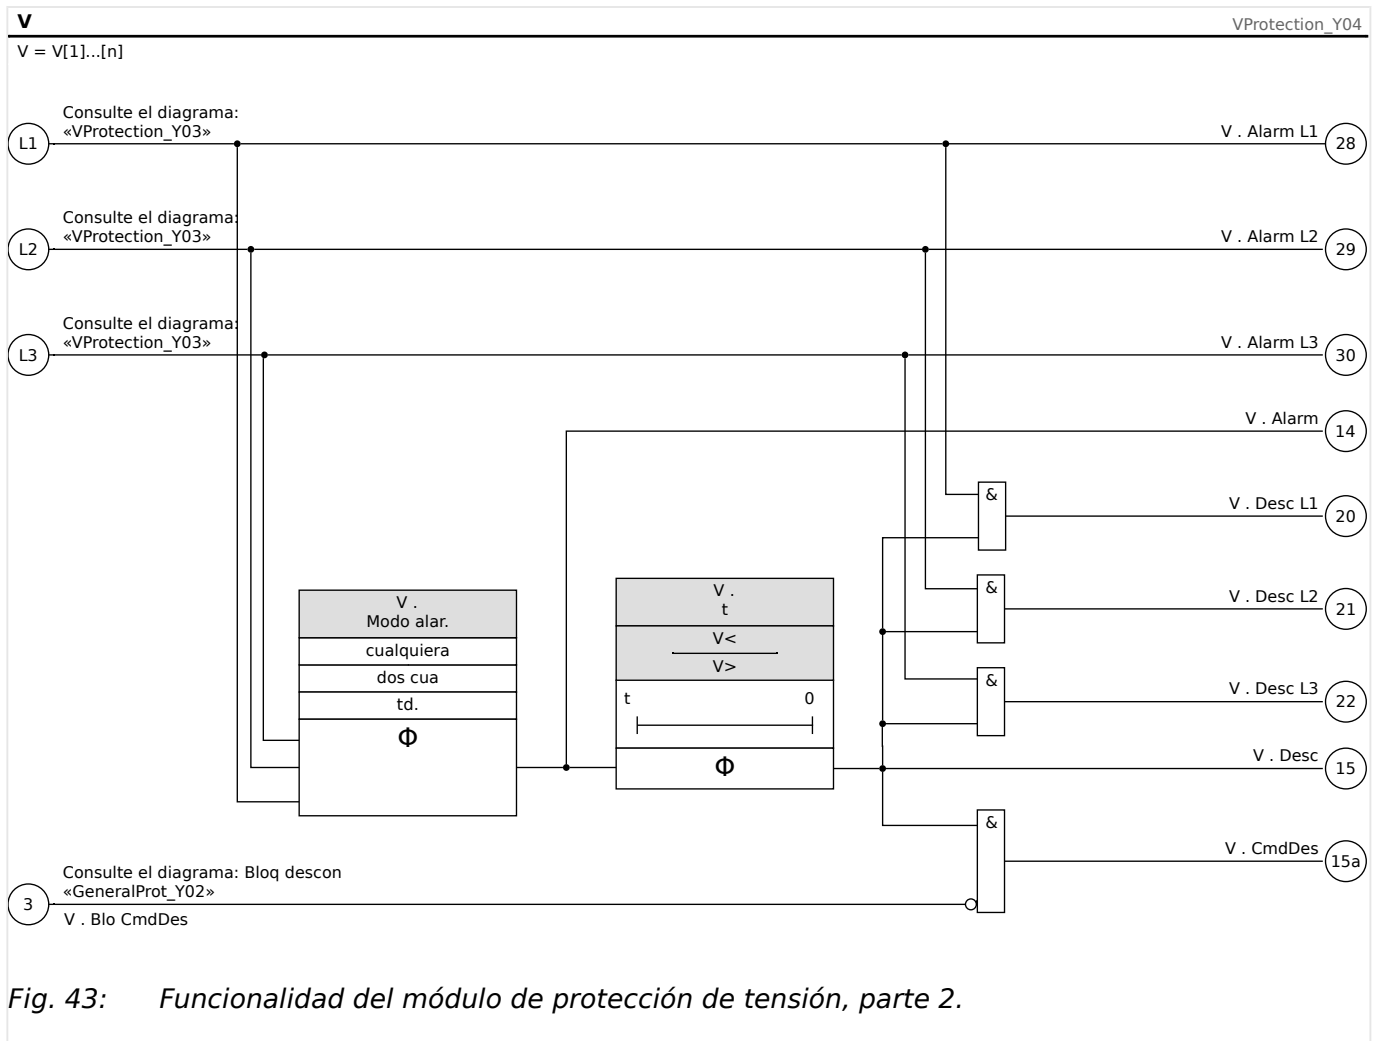 V
VProtection_Y04
V = V[1]...[n]
Consulte el diagrama:
«VProtection_Y03»
L1
V . Alarm L1
28
Consulte el diagrama:
«VProtection_Y03»
L2
V . Alarm L2
29
Consulte el diagrama:
«VProtection_Y03»
L3
V . Alarm L3
30
V . Alarm
14
&
V . Desc L1
20
&
V . Desc L2
21
&
V . Desc L3
22
V .
Modo alar.
cualquiera
dos cua
td.
Φ
V .
t
V<
V>
t 0
Φ
V . Desc
15
&
V . CmdDes
15a
Consulte el diagrama: Bloq descon
«GeneralProt_Y02»
3
V . Blo CmdDes
Fig. 43: Funcionalidad del módulo de protección de tensión, parte 2.